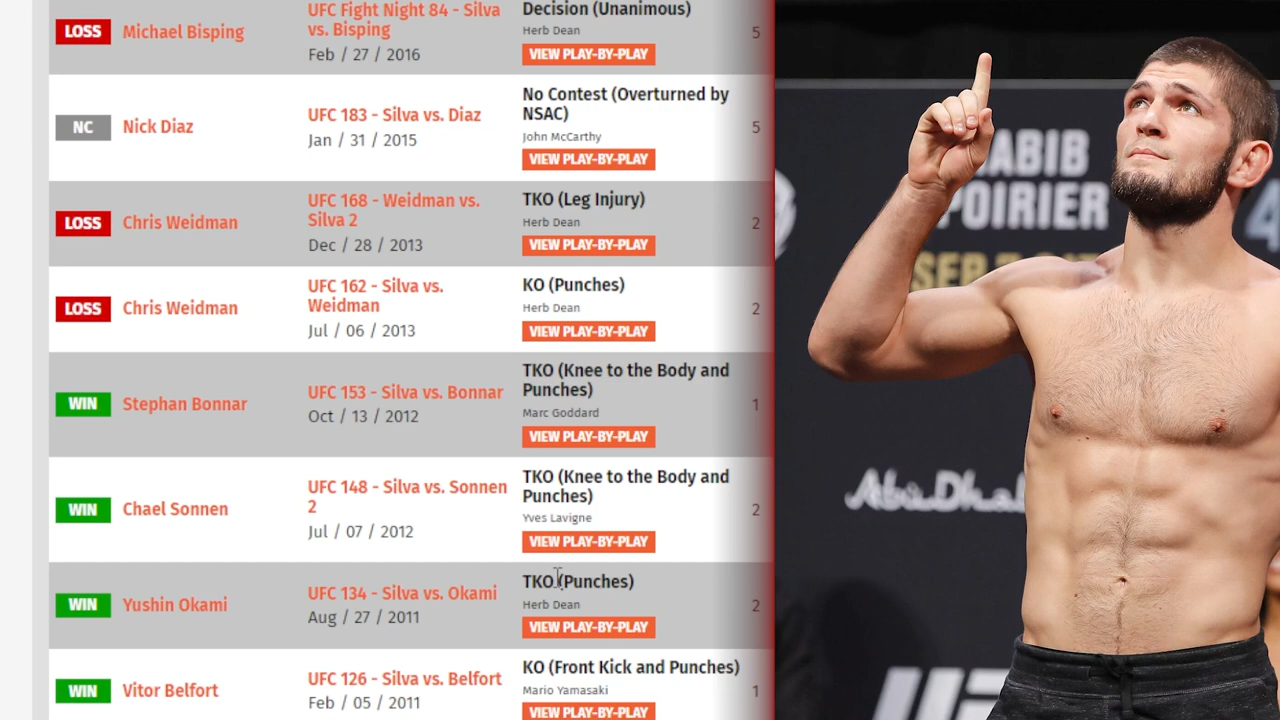 LOSS
Michael Bisping
UFC Fight Night 84 - Silva
vs. Bisping
Feb / 27 / 2016
Decision (Unanimous)
Herb Dean
VIEW PLAY-BY-PLAY
5
NC
Nick Diaz
UFC 183 - Silva vs. Diaz
Jan / 31 / 2015
No Contest (Overturned by
NSAC)
John McCarthy
VIEW PLAY-BY-PLAY
5
LOSS
Chris Weidman
UFC 168 - Weidman vs.
Silva 2
Dec / 28 / 2013
TKO (Leg Injury)
Herb Dean
VIEW PLAY-BY-PLAY
2
LOSS
Chris Weidman
UFC 162 - Silva vs.
Weidman
Jul / 06 / 2013
KO (Punches)
Herb Dean
VIEW PLAY-BY-PLAY
2
WIN
Stephan Bonnar
UFC 153 - Silva vs. Bonnar
Oct / 13 / 2012
TKO (Knee to the Body and
Punches)
Marc Goddard
VIEW PLAY-BY-PLAY
1
WIN
Chael Sonnen
UFC 148 - Silva vs. Sonnen
2
Jul / 07 / 2012
TKO (Knee to the Body and
Punches)
Yves Lavigne
VIEW PLAY-BY-PLAY
2
WIN
Yushin Okami
UFC 134 - Silva vs. Okami
Aug / 27 / 2011
TKO (Punches)
Herb Dean
VIEW PLAY-BY-PLAY
2
WIN
Vitor Belfort
UFC 126 - Silva vs. Belfort
Feb / 05 / 2011
KO (Front Kick and Punches)
Mario Yamasaki
VIEW PLAY-BY-PLAY
1
ABIB
POIRIER
SEP
4
Abu Dha
UF